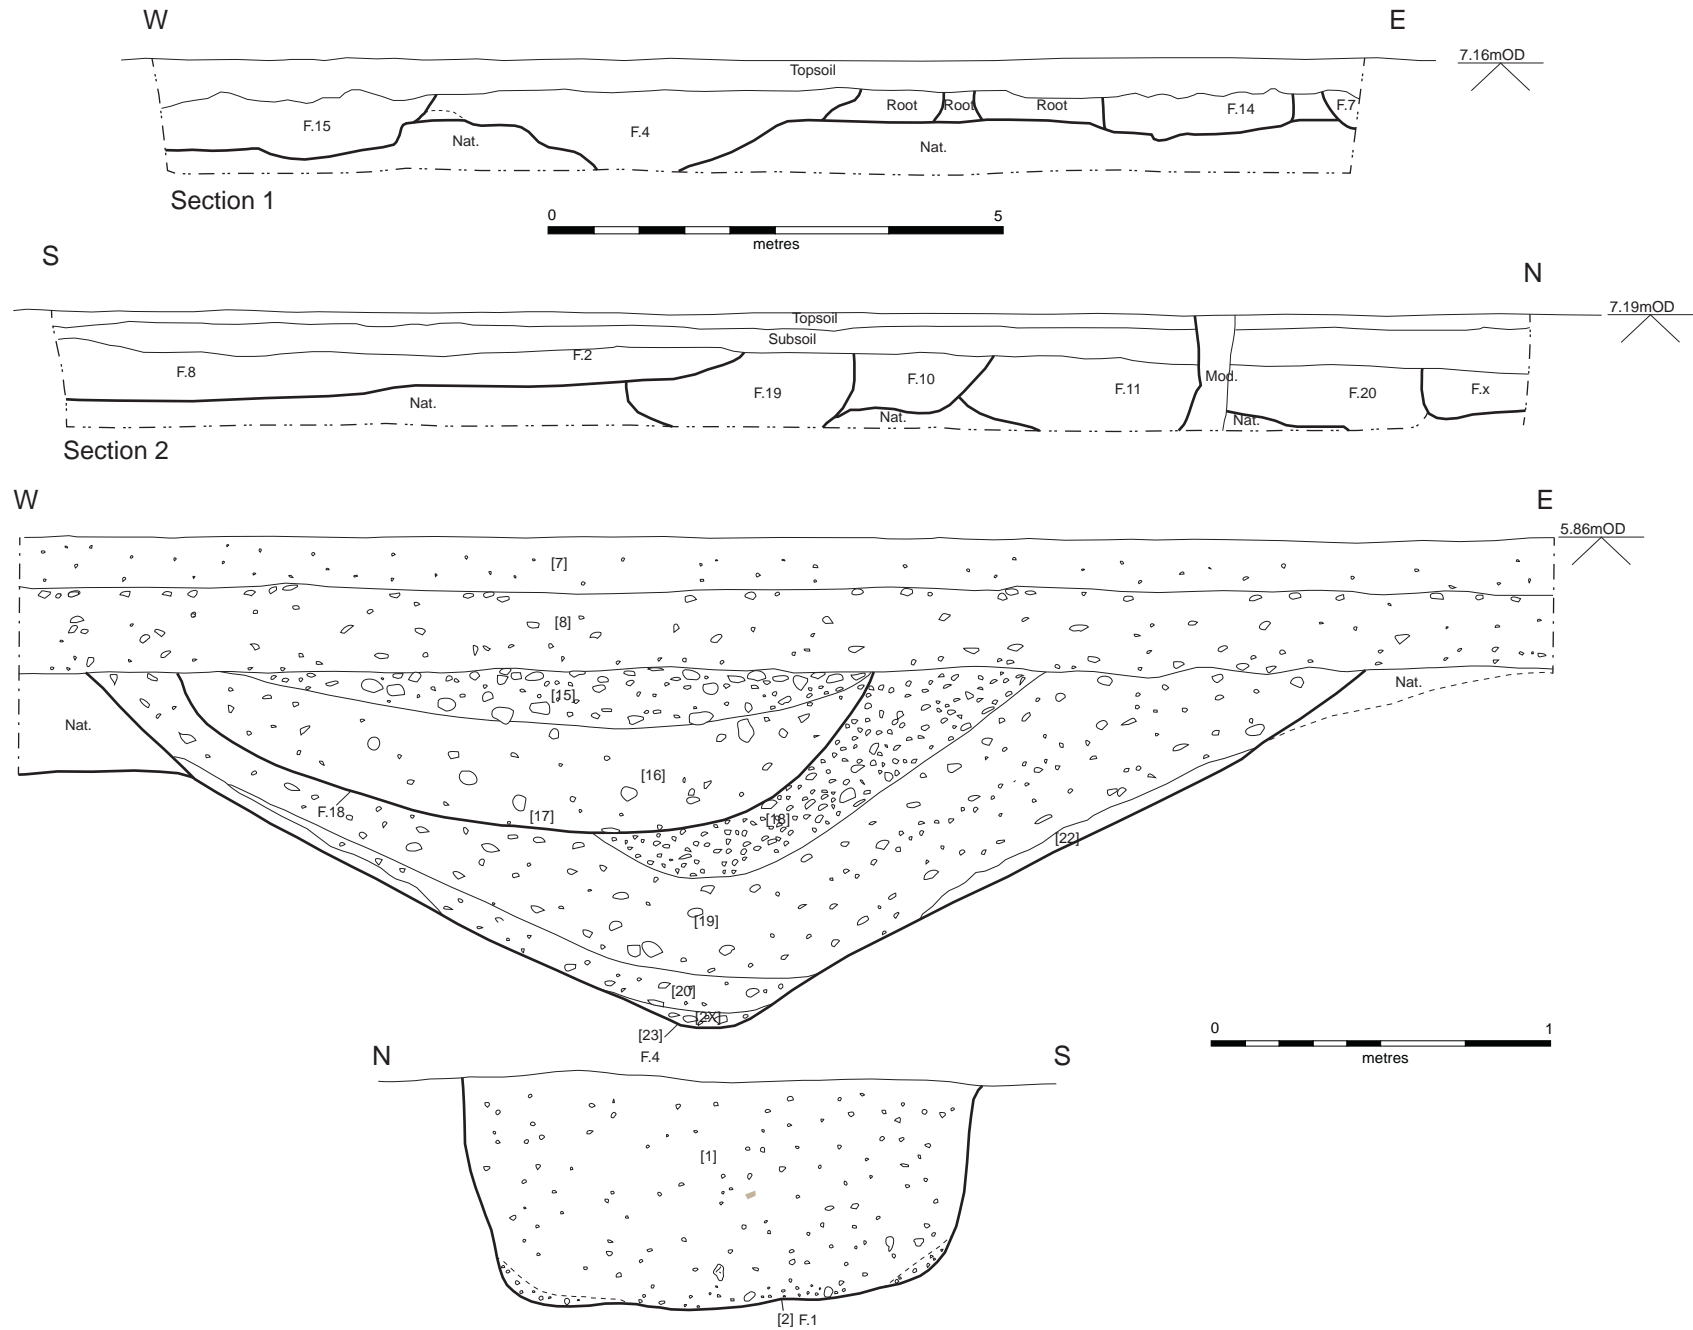 W E
7.16mOD
Topsoil
Root Root Root F.14 F.7
F.15 F.4
Nat. Nat.
Section 1
0 5
metres
S N
7.19mOD
Topsoil
Subsoil
F.2
F.8 Mod.
F.19 F.10 F.11 F.20 F.x
Nat. Nat. Nat.
Section 2
W E
5.86mOD
[7]
[8]
[15] Nat.
Nat.
[16]
F.18 [17] [18]
[22]
[19]
[20]
[2X]
[23]
F.4
0 1
metres
N S
[1]
[2] F.1